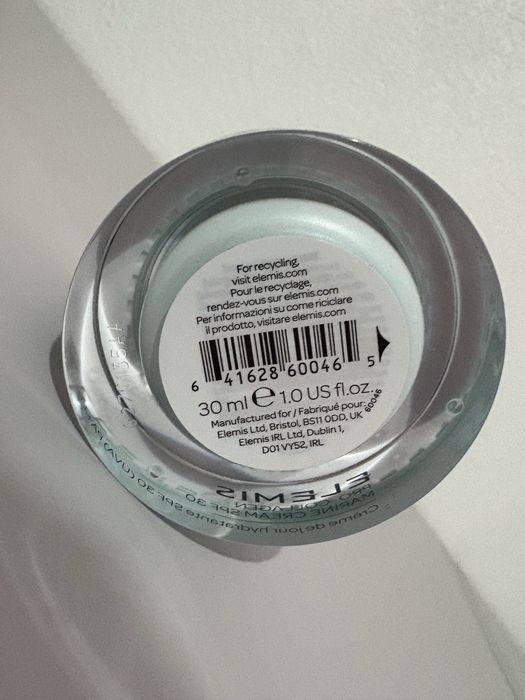 For recycling,
visit elemis.com
Pour le recyclage,
rendez-vous sur elemis.com
Per informazioni su come riciclare
il prodotto, visitare elemis.com
6 41628 60046 5
30 ml e 1.0 US fl.oz.
60046
Manufactured for / Fabriqué pour:
Elemis Ltd, Bristol, BS11 0DD, UK
Elemis IRL Ltd, Dublin 1,
D01 VY52, IRL
ELEMIS
PRO-COLLAGEN
MARINE CREAM SPF 30
Crème de jour hydratante SPF 30 (UVA/